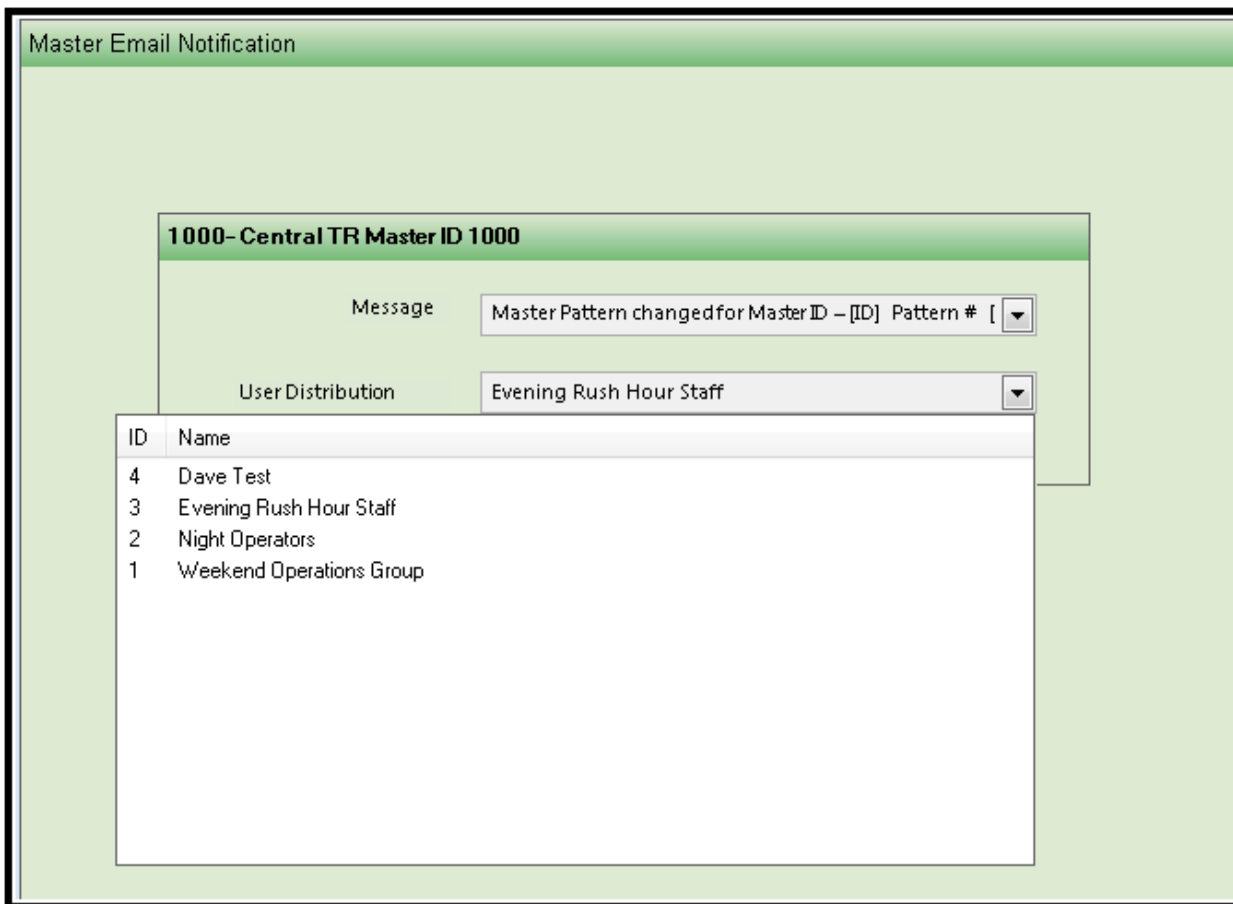 Master Email Notification
1000-Central TR Master ID 1000
Message Master Pattern changed for Master ID – [ID] Pattern # [
User Distribution Evening Rush Hour Staff
ID Name
4 Dave Test
3 Evening Rush Hour Staff
2 Night Operators
1 Weekend Operations Group